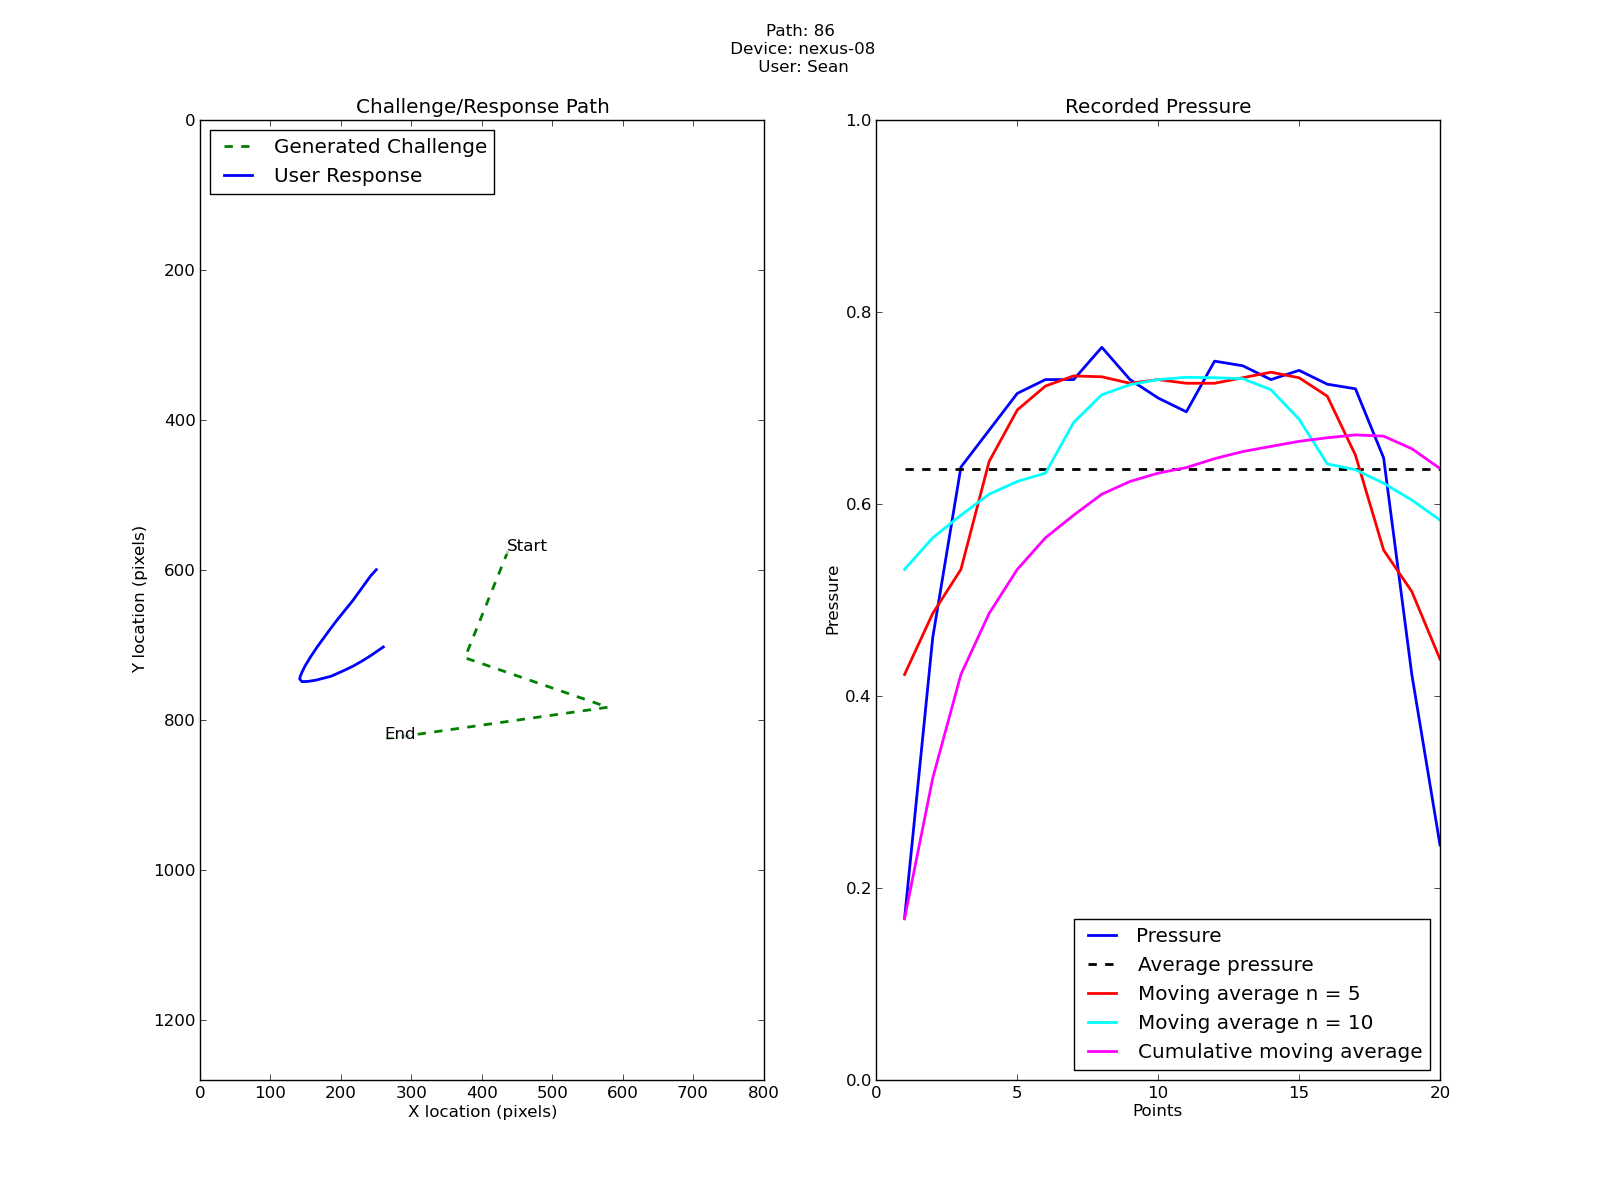 Path: 86
Device: nexus-08
User: Sean
Challenge/Response Path
0
200
400
600
800
1000
1200
Y location (pixels)
Generated Challenge
User Response
Start
End
0 100 200 300 400 500 600 700 800
X location (pixels)
Recorded Pressure
1.0
0.8
0.6
0.4
0.2
0.0
Pressure
Pressure
Average pressure
Moving average n = 5
Moving average n = 10
Cumulative moving average
0 5 10 15 20
Points